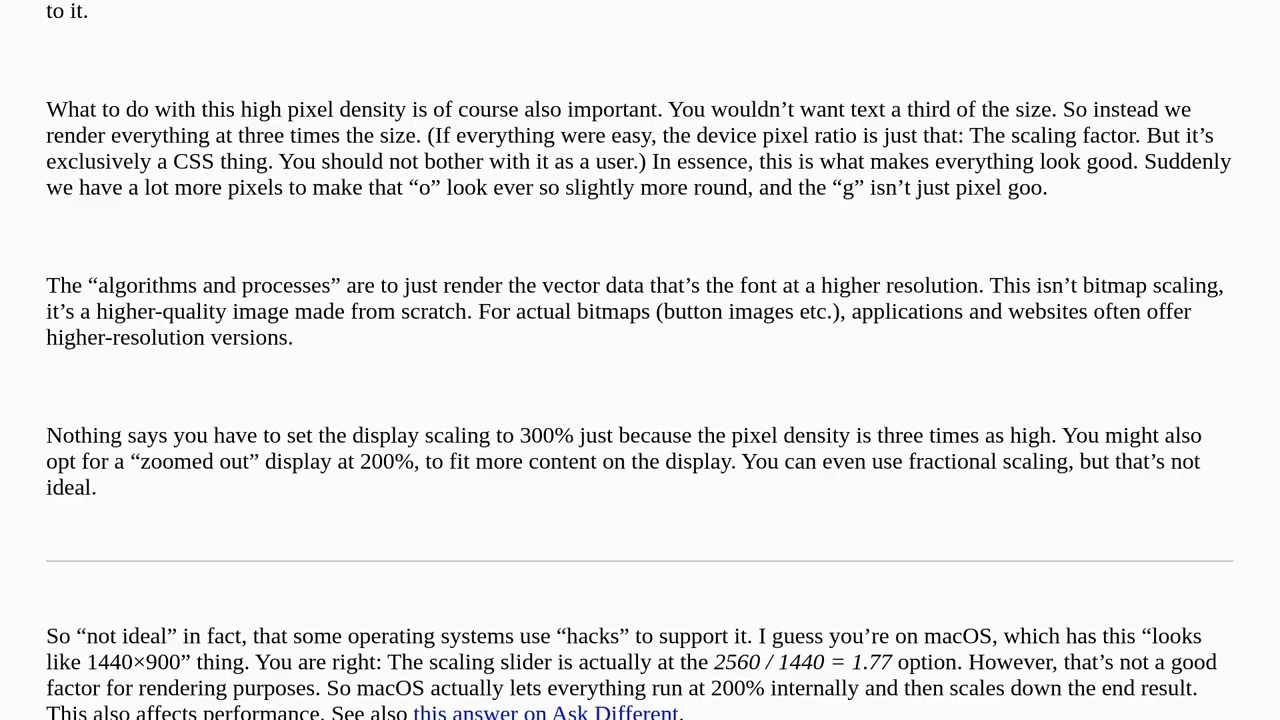 to it.
What to do with this high pixel density is of course also important. You wouldn’t want text a third of the size. So instead we
render everything at three times the size. (If everything were easy, the device pixel ratio is just that: The scaling factor. But it’s
exclusively a CSS thing. You should not bother with it as a user.) In essence, this is what makes everything look good. Suddenly
we have a lot more pixels to make that “o” look ever so slightly more round, and the “g” isn’t just pixel goo.
The “algorithms and processes” are to just render the vector data that’s the font at a higher resolution. This isn’t bitmap scaling,
it’s a higher-quality image made from scratch. For actual bitmaps (button images etc.), applications and websites often offer
higher-resolution versions.
Nothing says you have to set the display scaling to 300% just because the pixel density is three times as high. You might also
opt for a “zoomed out” display at 200%, to fit more content on the display. You can even use fractional scaling, but that’s not
ideal.
So “not ideal” in fact, that some operating systems use “hacks” to support it. I guess you’re on macOS, which has this “looks
like 1440×900” thing. You are right: The scaling slider is actually at the 2560 / 1440 = 1.77 option. However, that’s not a good
factor for rendering purposes. So macOS actually lets everything run at 200% internally and then scales down the end result.
This also affects performance. See also this answer on Ask Different.